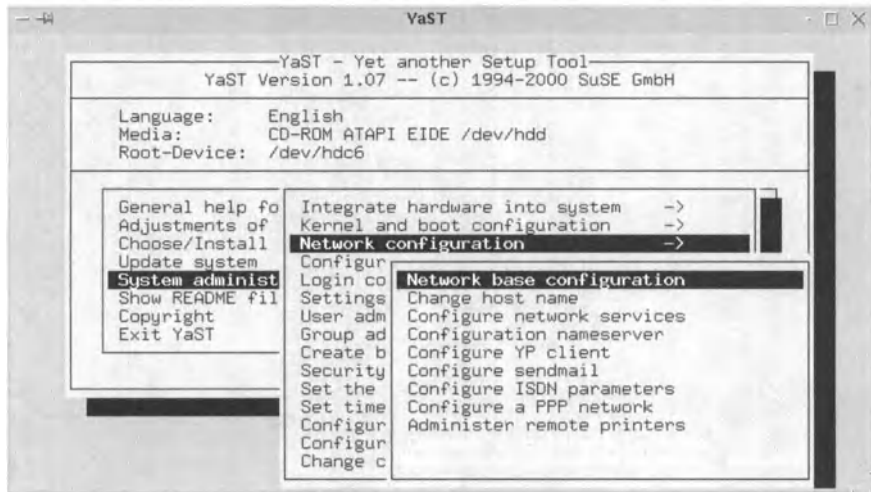 YaST
YaST - Yet another Setup Tool
YaST Version 1.07 -- (c) 1994-2000 SuSE GmbH
Language: English
Media: CD-ROM ATAPI EIDE /dev/hdd
Root-Device: /dev/hdc6
General help fo
Adjustments of
Choose/Install
Update system
System administ
Show README fil
Copyright
Exit YaST
Integrate hardware into system ->
Kernel and boot configuration ->
Network configuration ->
Configur
Login co
Settings
User adm
Group ad
Create b
Security
Set the
Set time
Configur
Configur
Change c
Network base configuration
Change host name
Configure network services
Configuration nameserver
Configure YP client
Configure sendmail
Configure ISDN parameters
Configure a PPP network
Administer remote printers